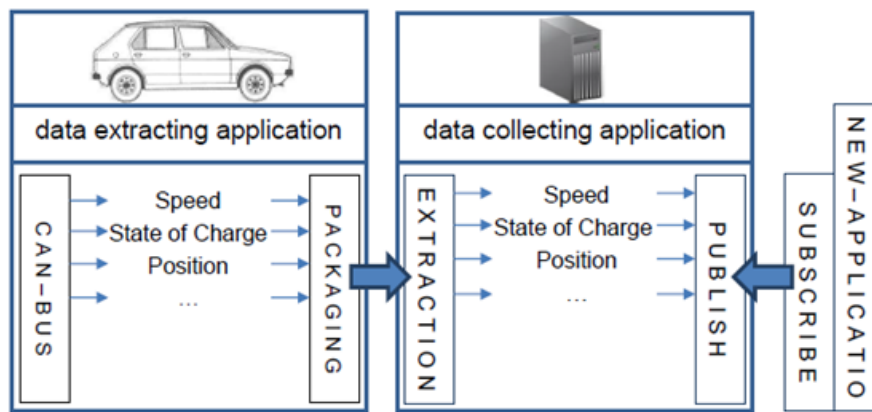 data extracting application
data collecting application
CAN-BUS
Speed
State of Charge
Position
...
PACKAGING
EXTRACTION
Speed
State of Charge
Position
...
PUBLISH
SUBSCRIBE
NEW-APPLICATIO